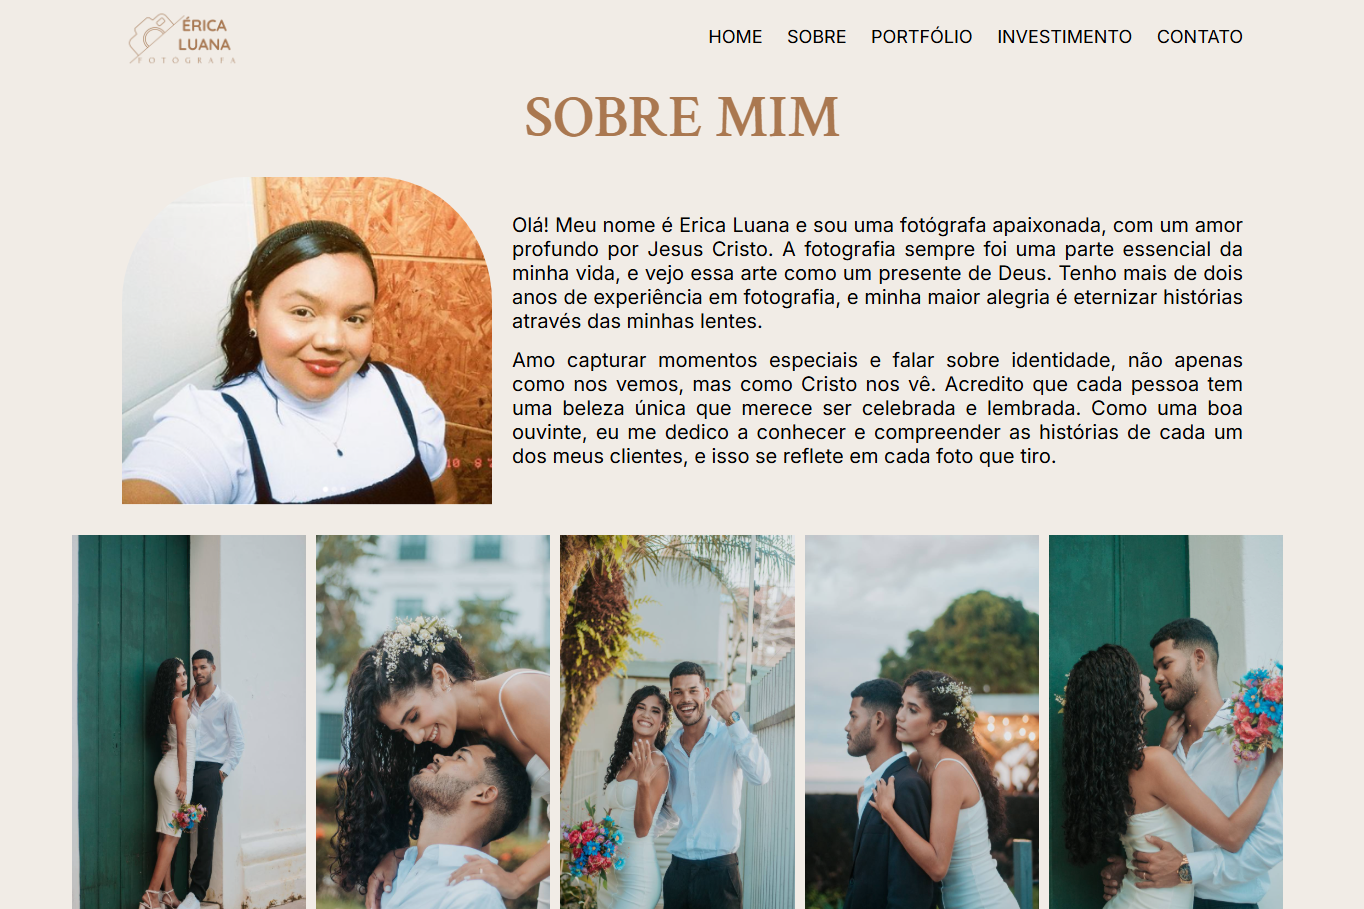 ÉRICA
LUANA
FOTÓGRAFA
HOME SOBRE PORTFÓLIO INVESTIMENTO CONTATO
SOBRE MIM
Olá! Meu nome é Erica Luana e sou uma fotógrafa apaixonada, com um amor
profundo por Jesus Cristo. A fotografia sempre foi uma parte essencial da
minha vida, e vejo essa arte como um presente de Deus. Tenho mais de dois
anos de experiência em fotografia, e minha maior alegria é eternizar histórias
através das minhas lentes.
Amo capturar momentos especiais e falar sobre identidade, não apenas
como nos vemos, mas como Cristo nos vê. Acredito que cada pessoa tem
uma beleza única que merece ser celebrada e lembrada. Como uma boa
ouvinte, eu me dedico a conhecer e compreender as histórias de cada um
dos meus clientes, e isso se reflete em cada foto que tiro.